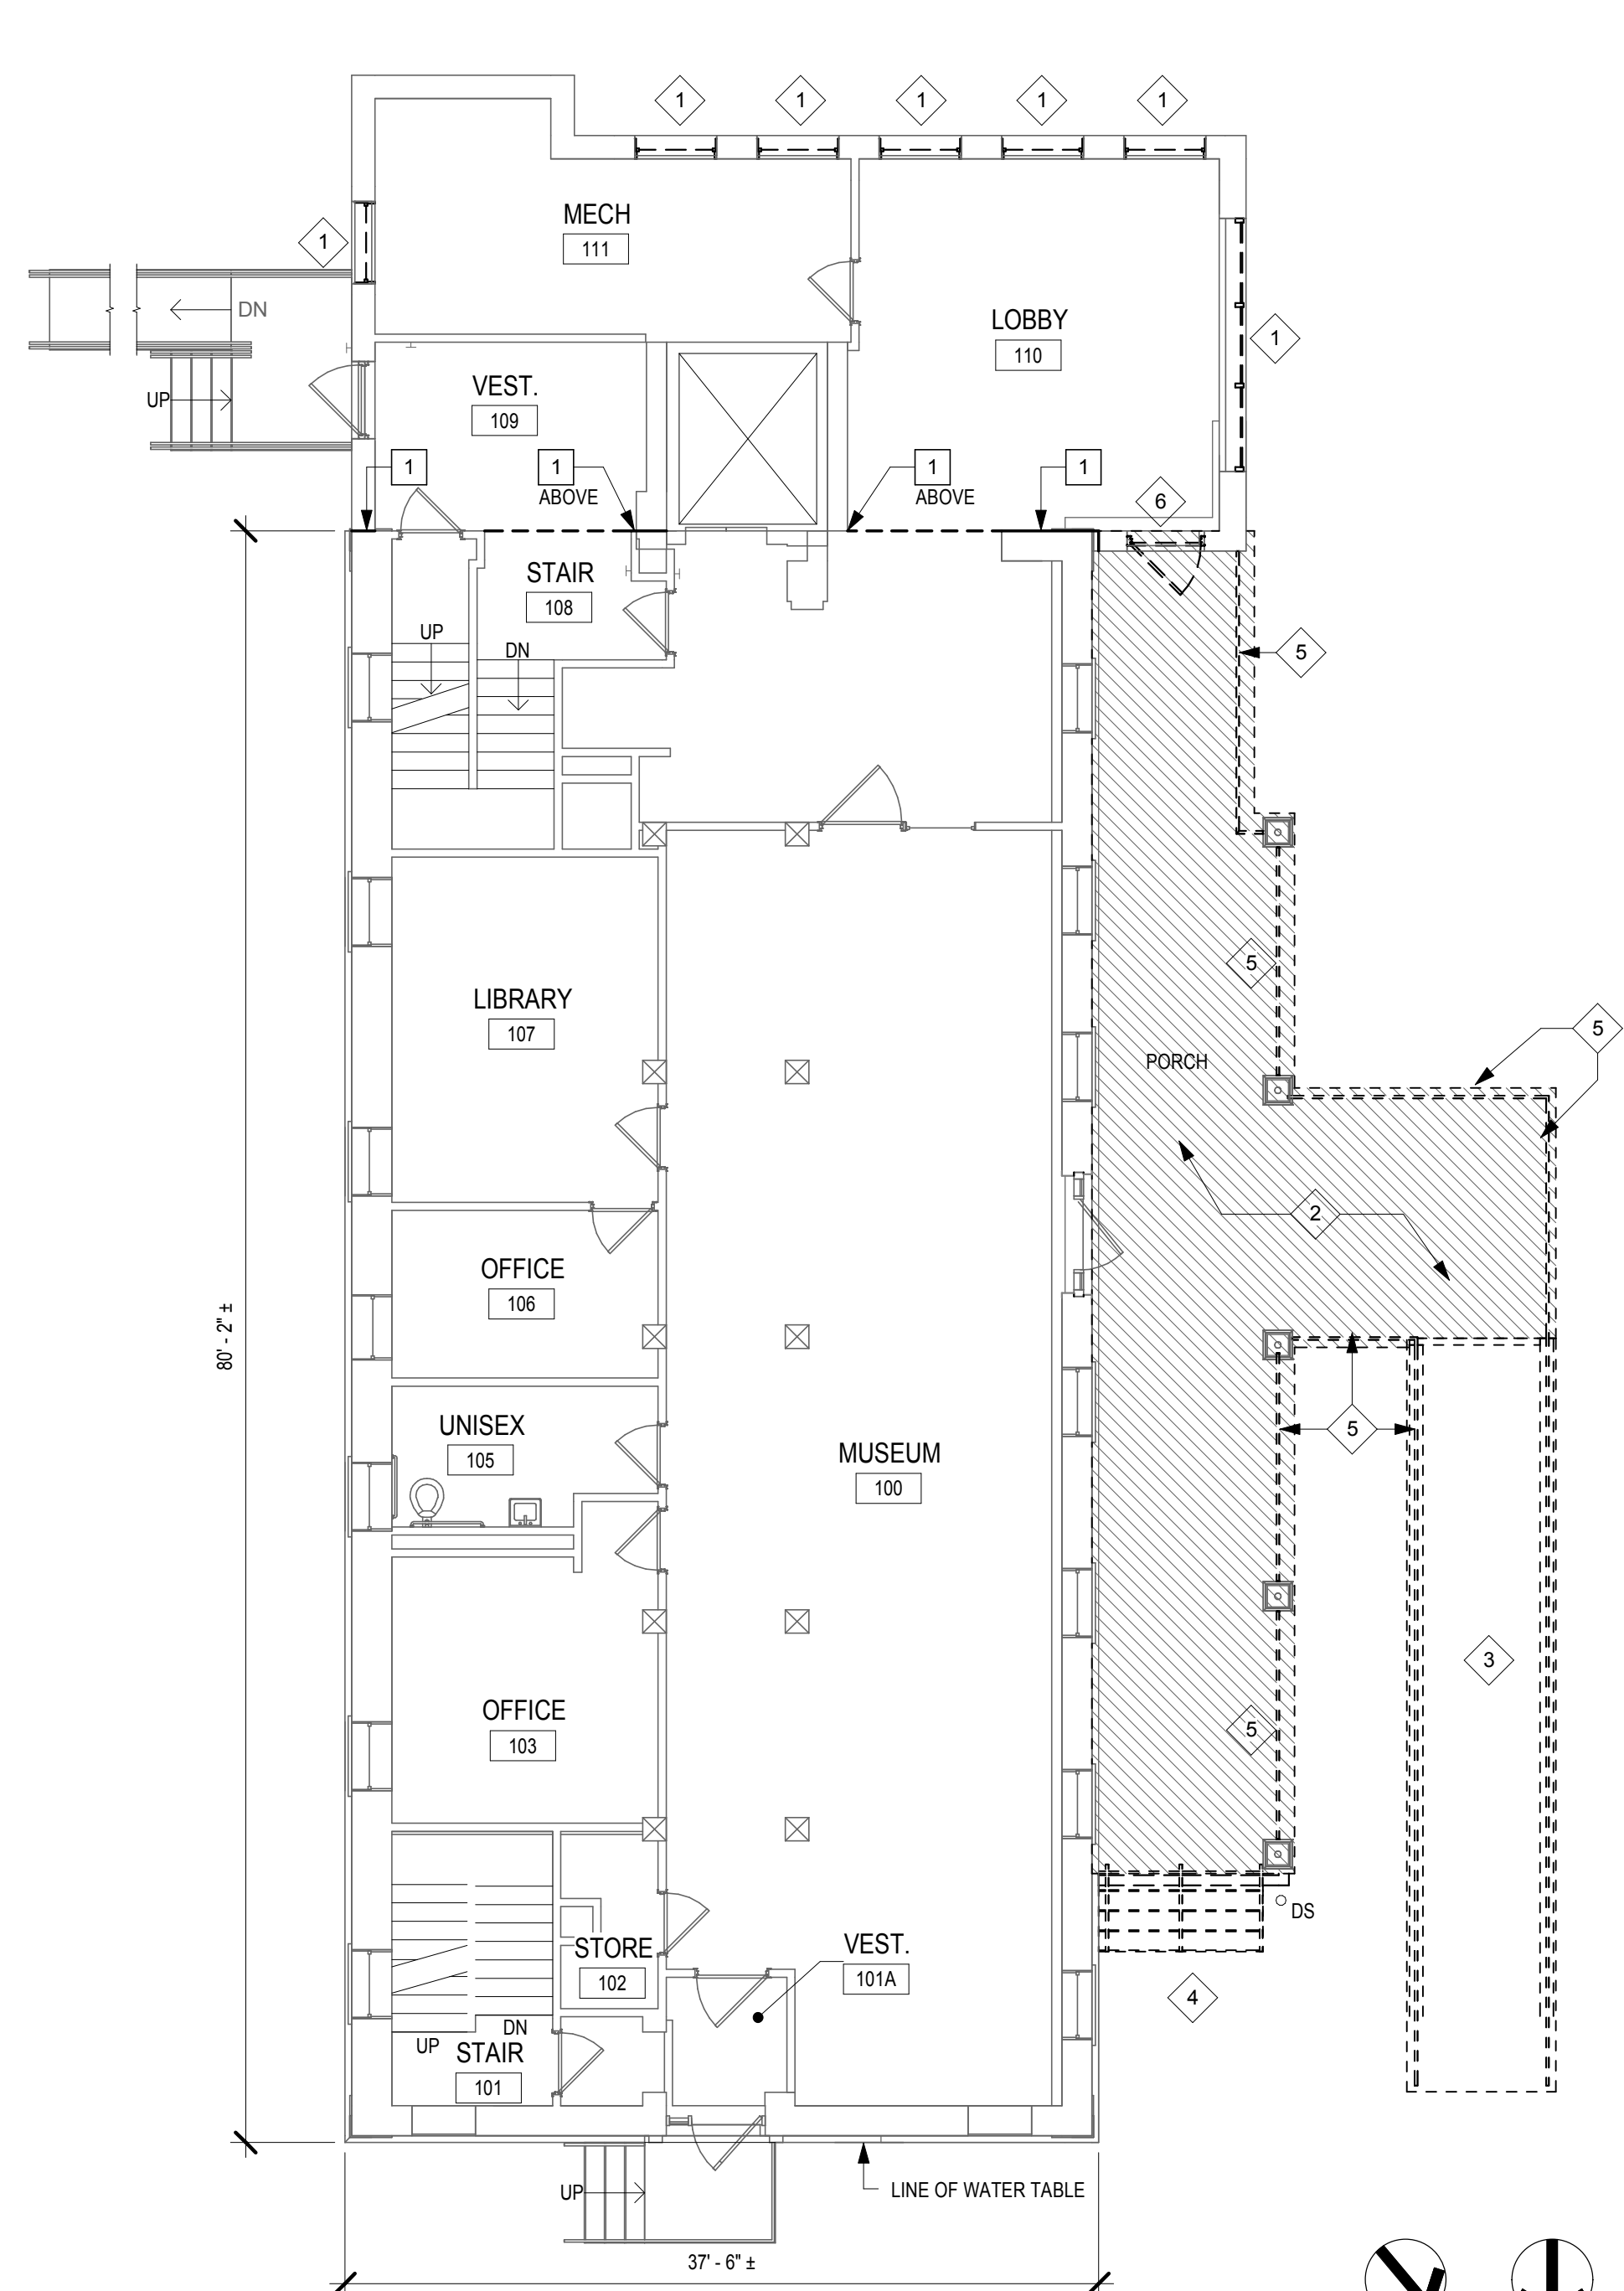 1 1 1 1 1
MECH
111
1
DN
LOBBY
110
1
UP
VEST.
109
1
1
ABOVE
1
ABOVE
1
6
STAIR
108
UP
DN
5
5
LIBRARY
107
5
PORCH
2
OFFICE
106
80' - 2" ±
UNISEX
105
5
MUSEUM
100
3
OFFICE
103
5
DS
STORE
102
VEST.
101A
4
UP
DN
STAIR
101
UP
LINE OF WATER TABLE
37' - 6" ±